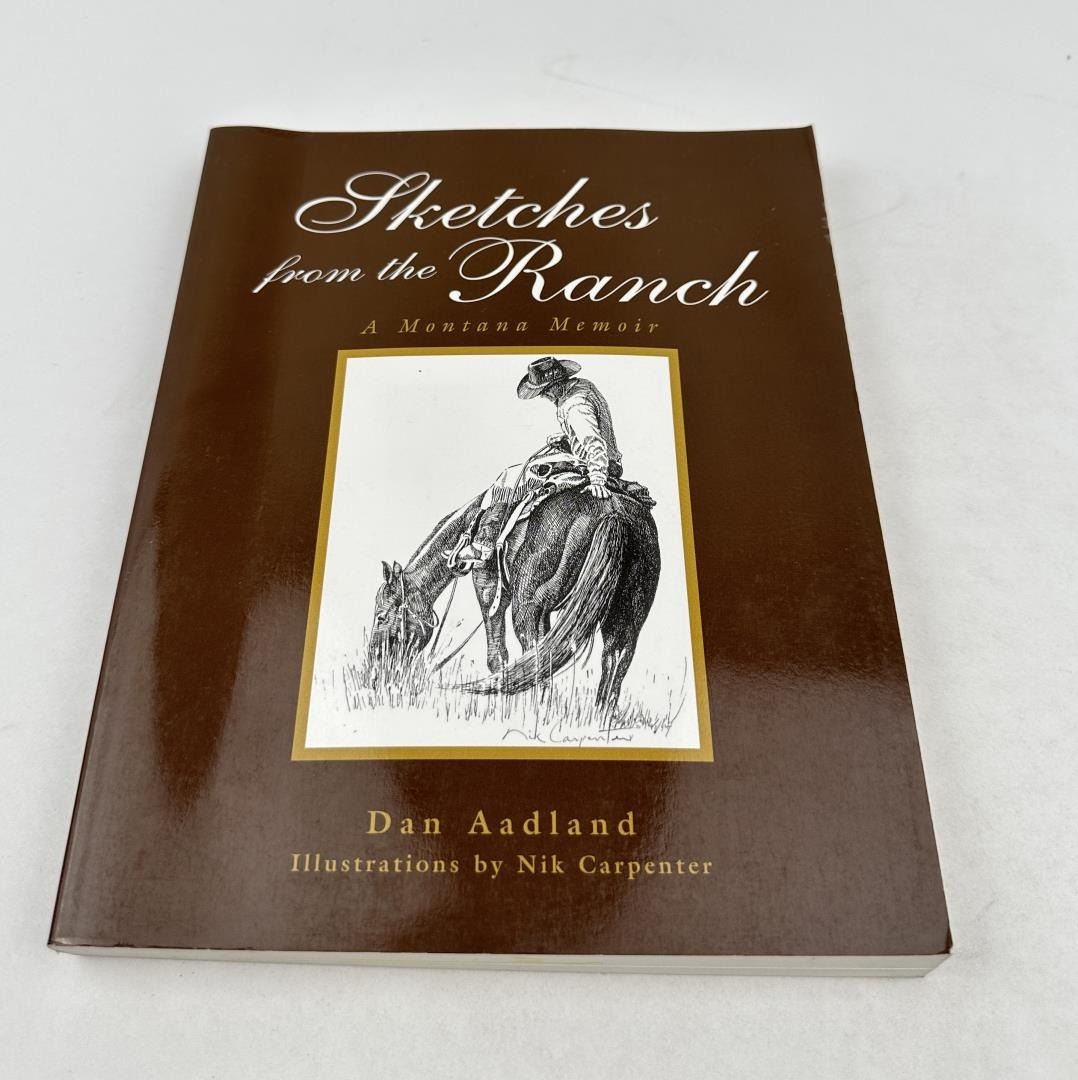 Sketches
from the Ranch
A Montana Memoir
Nik Carpenter
Dan Aadland
Illustrations by Nik Carpenter